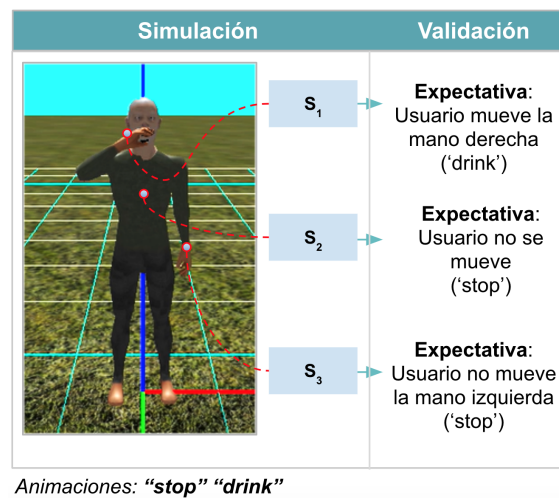 Simulación
Validación
S1
Expectativa:
Usuario mueve la
mano derecha
(‘drink’)
S2
Expectativa:
Usuario no se
mueve
(‘stop’)
S3
Expectativa:
Usuario no mueve
la mano izquierda
(‘stop’)
Animaciones: “stop” “drink”